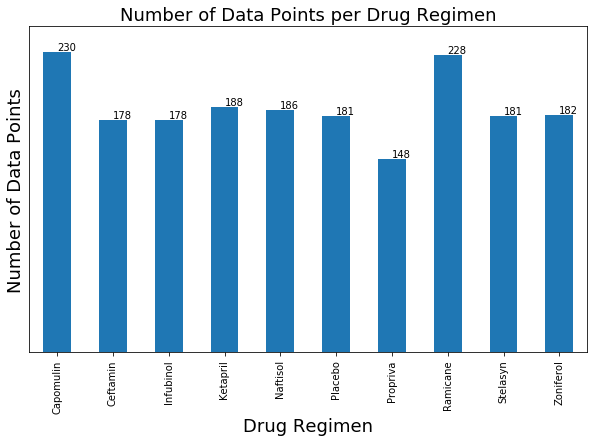 Number of Data Points per Drug Regimen
Number of Data Points
230
178
178
188
186
181
148
228
181
182
Capomulin
Ceftamin
Infubinol
Ketapril
Naftisol
Placebo
Propriva
Ramicane
Stelasyn
Zoniferol
Drug Regimen